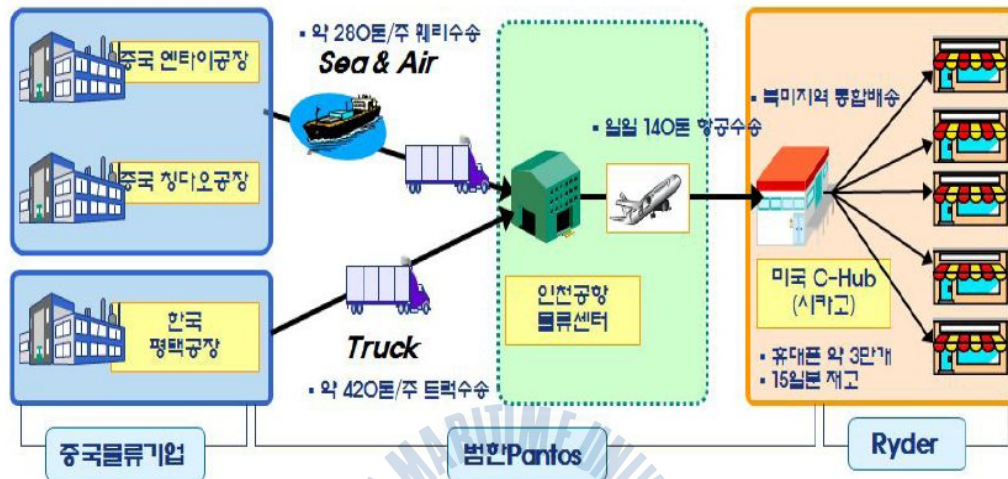 중국 옌타이공장
중국 칭다오공장
한국
평택공장
▪ 약 280톤/주 훼리수송
Sea & Air
Truck
▪ 약 420톤/주 트럭수송
▪ 일일 140톤 항공수송
인천공항
물류센터
▪ 북미지역 통합배송
미국 C-Hub
(시카고)
▪ 휴대폰 약 3만개
▪ 15일분 재고
중국물류기업
범한Pantos
Ryder
MARITIME